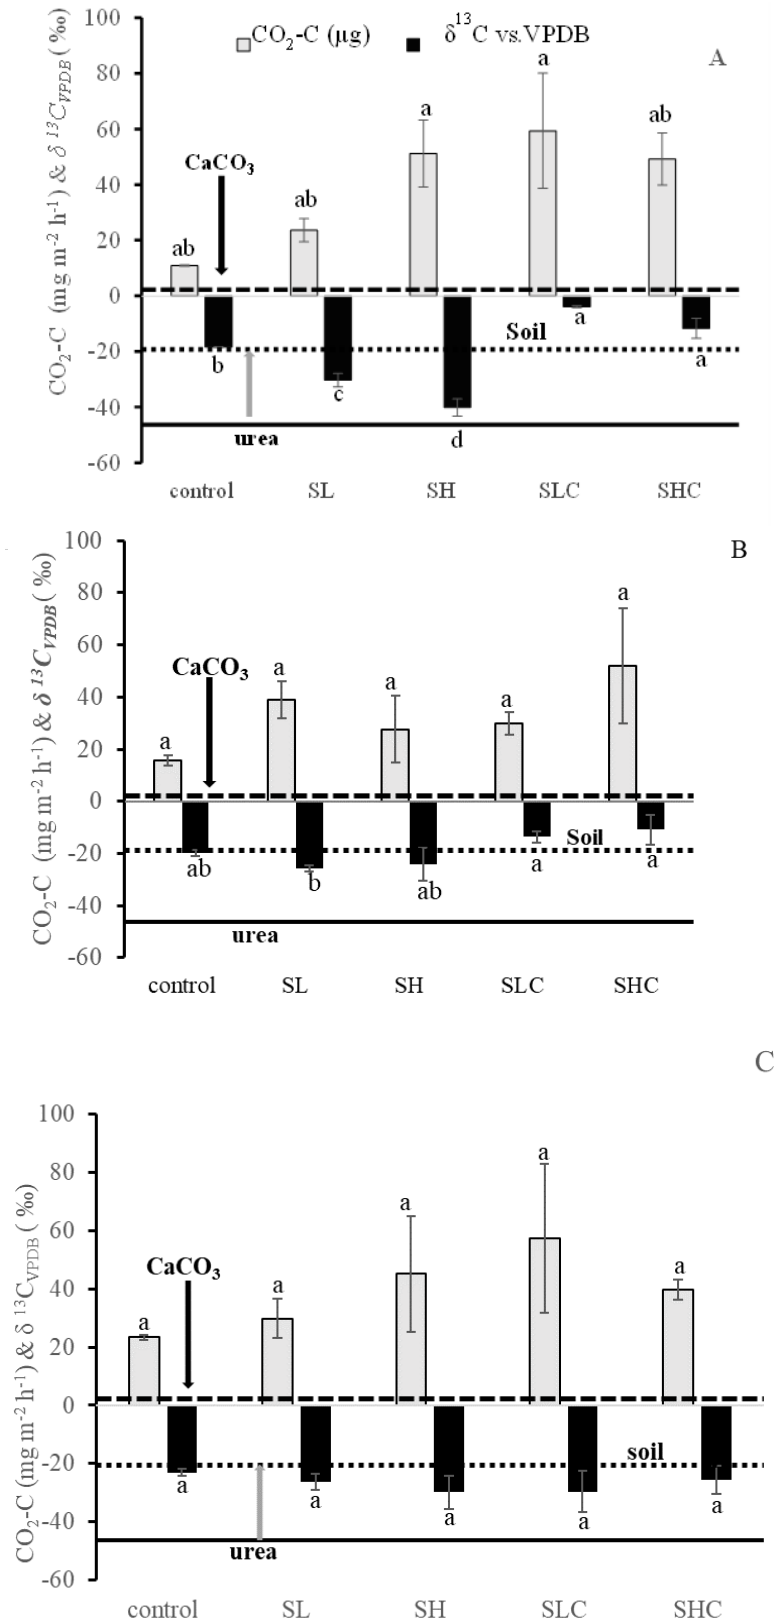 CO₂-C (µg) δ¹³C vs.VPDB
A
CO₂-C (mg m⁻² h⁻¹) & δ ¹³C_VPDB (‰)
100
80
60
40
20
0
-20
-40
-60
CaCO₃
Soil
urea
ab
ab
a
a
ab
b
c
d
a
a
control SL SH SLC SHC
B
CO₂-C (mg m⁻² h⁻¹) & δ ¹³C_VPDB (‰)
100
80
60
40
20
0
-20
-40
-60
CaCO₃
Soil
urea
a
a
a
a
a
ab
b
ab
a
a
control SL SH SLC SHC
C
CO₂-C (mg m⁻² h⁻¹) & δ ¹³C_VPDB (‰)
100
80
60
40
20
0
-20
-40
-60
CaCO₃
soil
urea
a
a
a
a
a
a
a
a
a
a
control SL SH SLC SHC